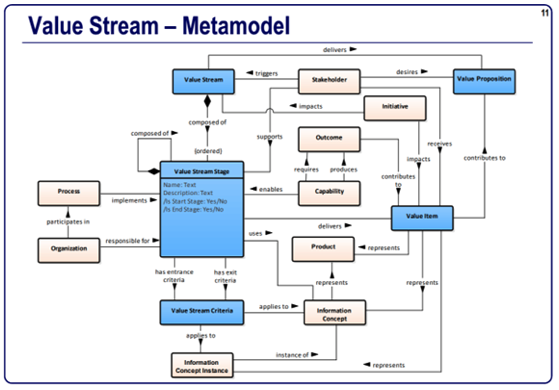 11
Value Stream – Metamodel
delivers
Value Stream
triggers
Stakeholder
desires
Value Proposition
impacts
Initiative
composed of
{ordered}
composed of
supports
Outcome
receives
requires
produces
impacts
contributes to
contributes
to
Value Stream Stage
Name: Text
Description: Text
/Is Start Stage: Yes/No
/Is End Stage: Yes/No
enables
Capability
Process
implements
participates in
Organization
responsible for
delivers
Value Item
uses
Product
represents
has entrance
criteria
has exit
criteria
represents
represents
Value Stream Criteria
applies to
Information
Concept
applies to
instance of
Information
Concept Instance
represents